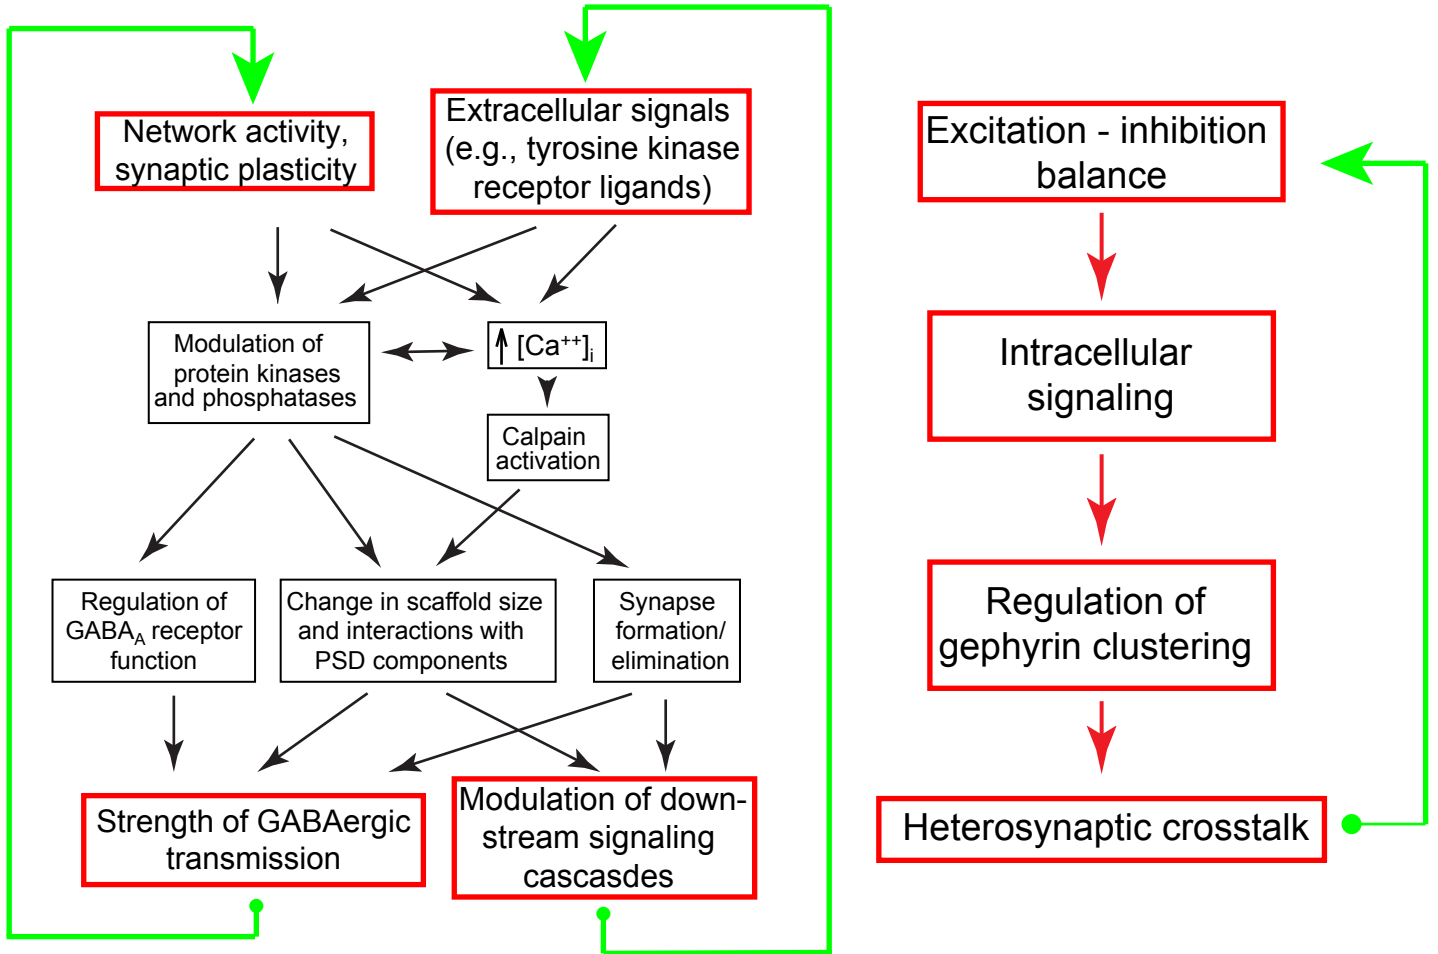 Network activity,
synaptic plasticity
Extracellular signals
(e.g., tyrosine kinase
receptor ligands)
Modulation of
protein kinases
and phosphatases
↑ [Ca++]i
Calpain
activation
Regulation of
GABAA receptor
function
Change in scaffold size
and interactions with
PSD components
Synapse
formation/
elimination
Strength of GABAergic
transmission
Modulation of down-
stream signaling
cascasdes
Excitation - inhibition
balance
Intracellular
signaling
Regulation of
gephyrin clustering
Heterosynaptic crosstalk